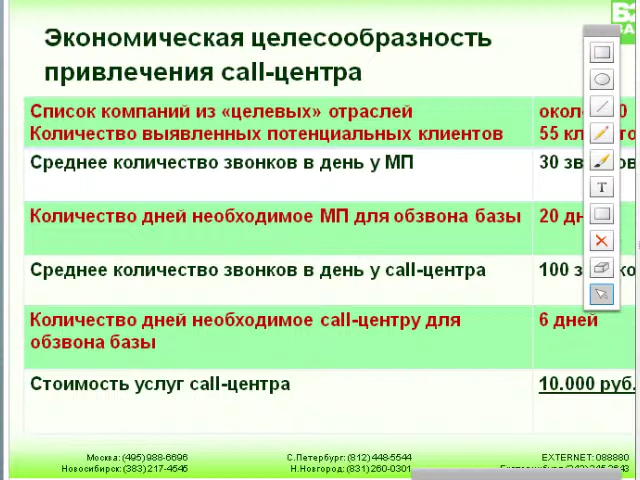 Экономическая целесообразность
привлечения call-центра
Список компаний из «целевых» отраслей
Количество выявленных потенциальных клиентов
55
Среднее количество звонков в день у МП
30
Количество дней необходимое МП для обзвона базы
20
Среднее количество звонков в день у call-центра
100
Количество дней необходимое call-центру для
обзвона базы
6 дней
Стоимость услуг call-центра
10.000 руб.
Москва: (495) 988-6696
Новосибирск: (383) 217-4545
С.Петербург: (812) 448-5544
Н.Новгород: (831) 260-0301
EXTERNET: 088880